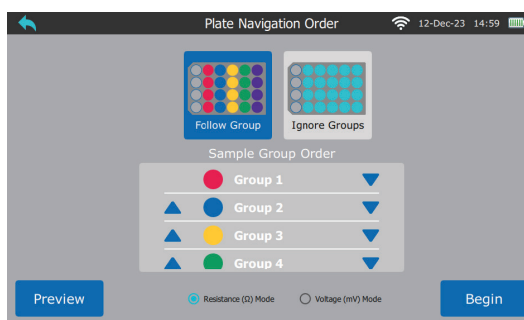 Plate Navigation Order
12-Dec-23 14:59
Follow Group
Ignore Groups
Sample Group Order
Group 1
Group 2
Group 3
Group 4
Preview
Resistance (Ω) Mode
Voltage (mV) Mode
Begin